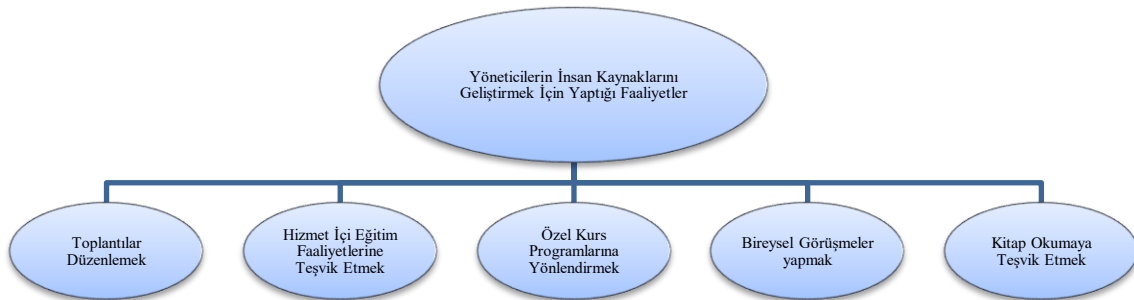 Yöneticilerin İnsan Kaynaklarını
Geliştirmek İçin Yaptığı Faaliyetler
Toplantılar
Düzenlemek
Hizmet İçi Eğitim
Faaliyetlerine
Teşvik Etmek
Özel Kurs
Programlarına
Yönlendirmek
Bireysel Görüşmeler
yapmak
Kitap Okumaya
Teşvik Etmek